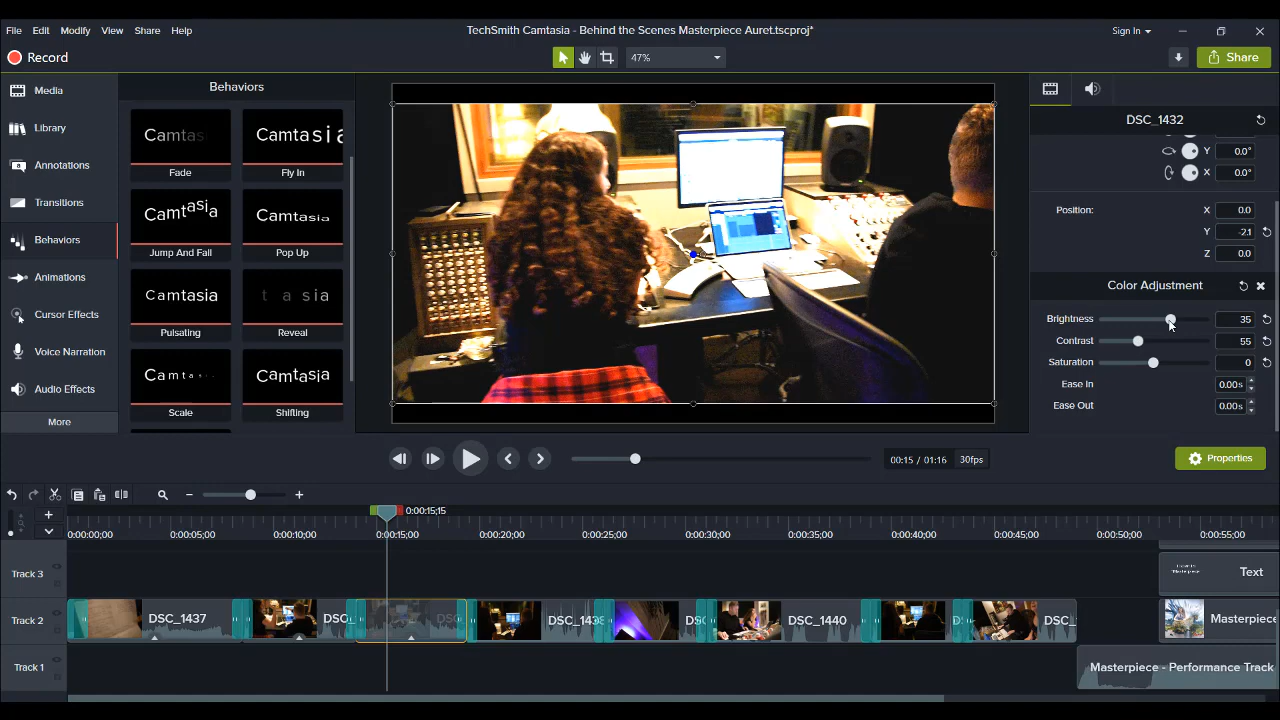 TechSmith Camtasia - Behind the Scenes Masterpiece Auret.tscproj*
File Edit Modify View Share Help
Sign In
Record
47%
Share
Media
Library
Annotations
Transitions
Behaviors
Animations
Cursor Effects
Voice Narration
Audio Effects
More
Behaviors
Camtas
Camtasia
Fade
Fly In
Camtasia
Camtasia
Jump And Fall
Pop Up
Camtasia
t a sia
Pulsating
Reveal
Camtas
Camtasia
Scale
Shifting
DSC_1432
Y 0.0°
X 0.0°
Position: X 0.0
Y -2.1
Z 0.0
Color Adjustment
Brightness 35
Contrast 55
Saturation 0
Ease In 0.00s
Ease Out 0.00s
00:15 / 01:16 30fps
Properties
0:00:15;15
0:00:00;00 0:00:05;00 0:00:10;00 0:00:15;00 0:00:20;00 0:00:25;00 0:00:30;00 0:00:35;00 0:00:40;00 0:00:45;00 0:00:50;00 0:00:55;00
Track 3
Text
Track 2
DSC_1437
DSC_1440
DSC_
Masterpiece
Track 1
Masterpiece - Performance Track